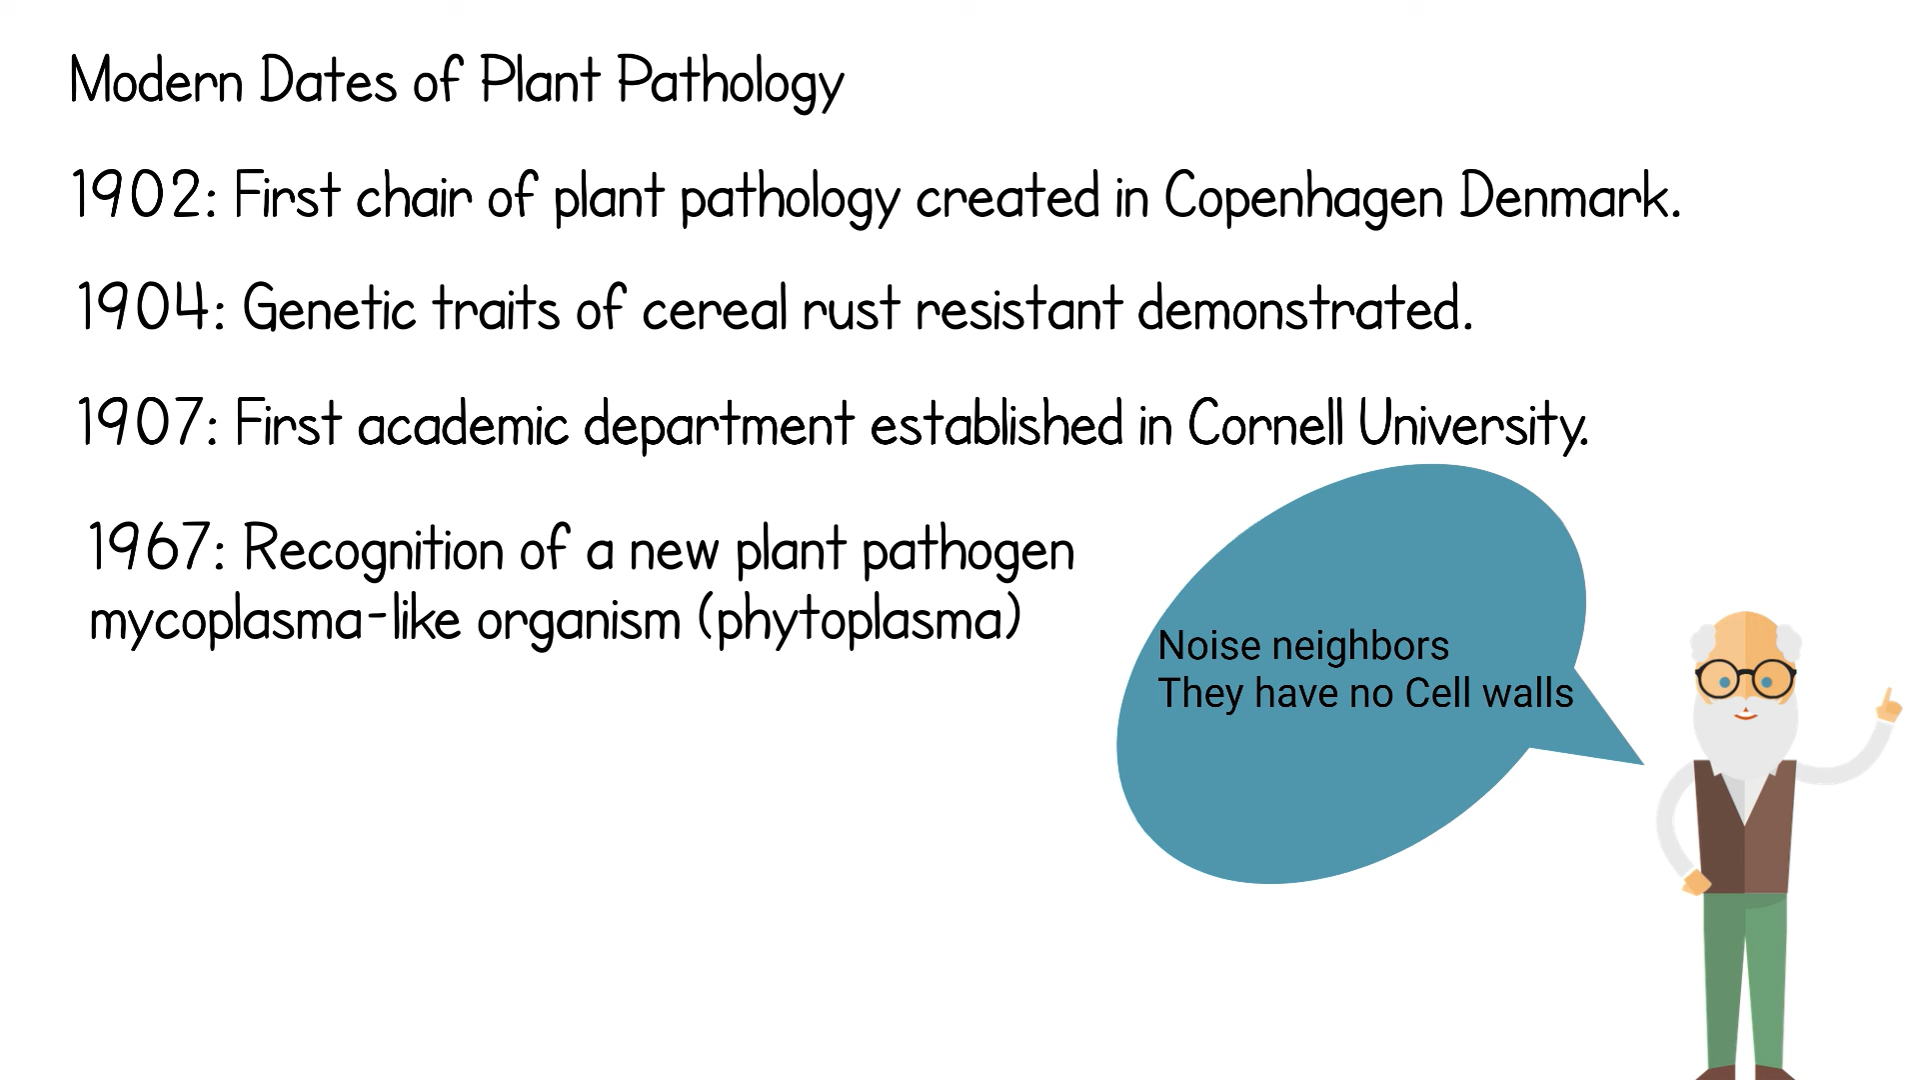 Modern Dates of Plant Pathology
1902: First chair of plant pathology created in Copenhagen Denmark.
1904: Genetic traits of cereal rust resistant demonstrated.
1907: First academic department established in Cornell University.
1967: Recognition of a new plant pathogen
mycoplasma-like organism (phytoplasma)
Noise neighbors
They have no Cell walls